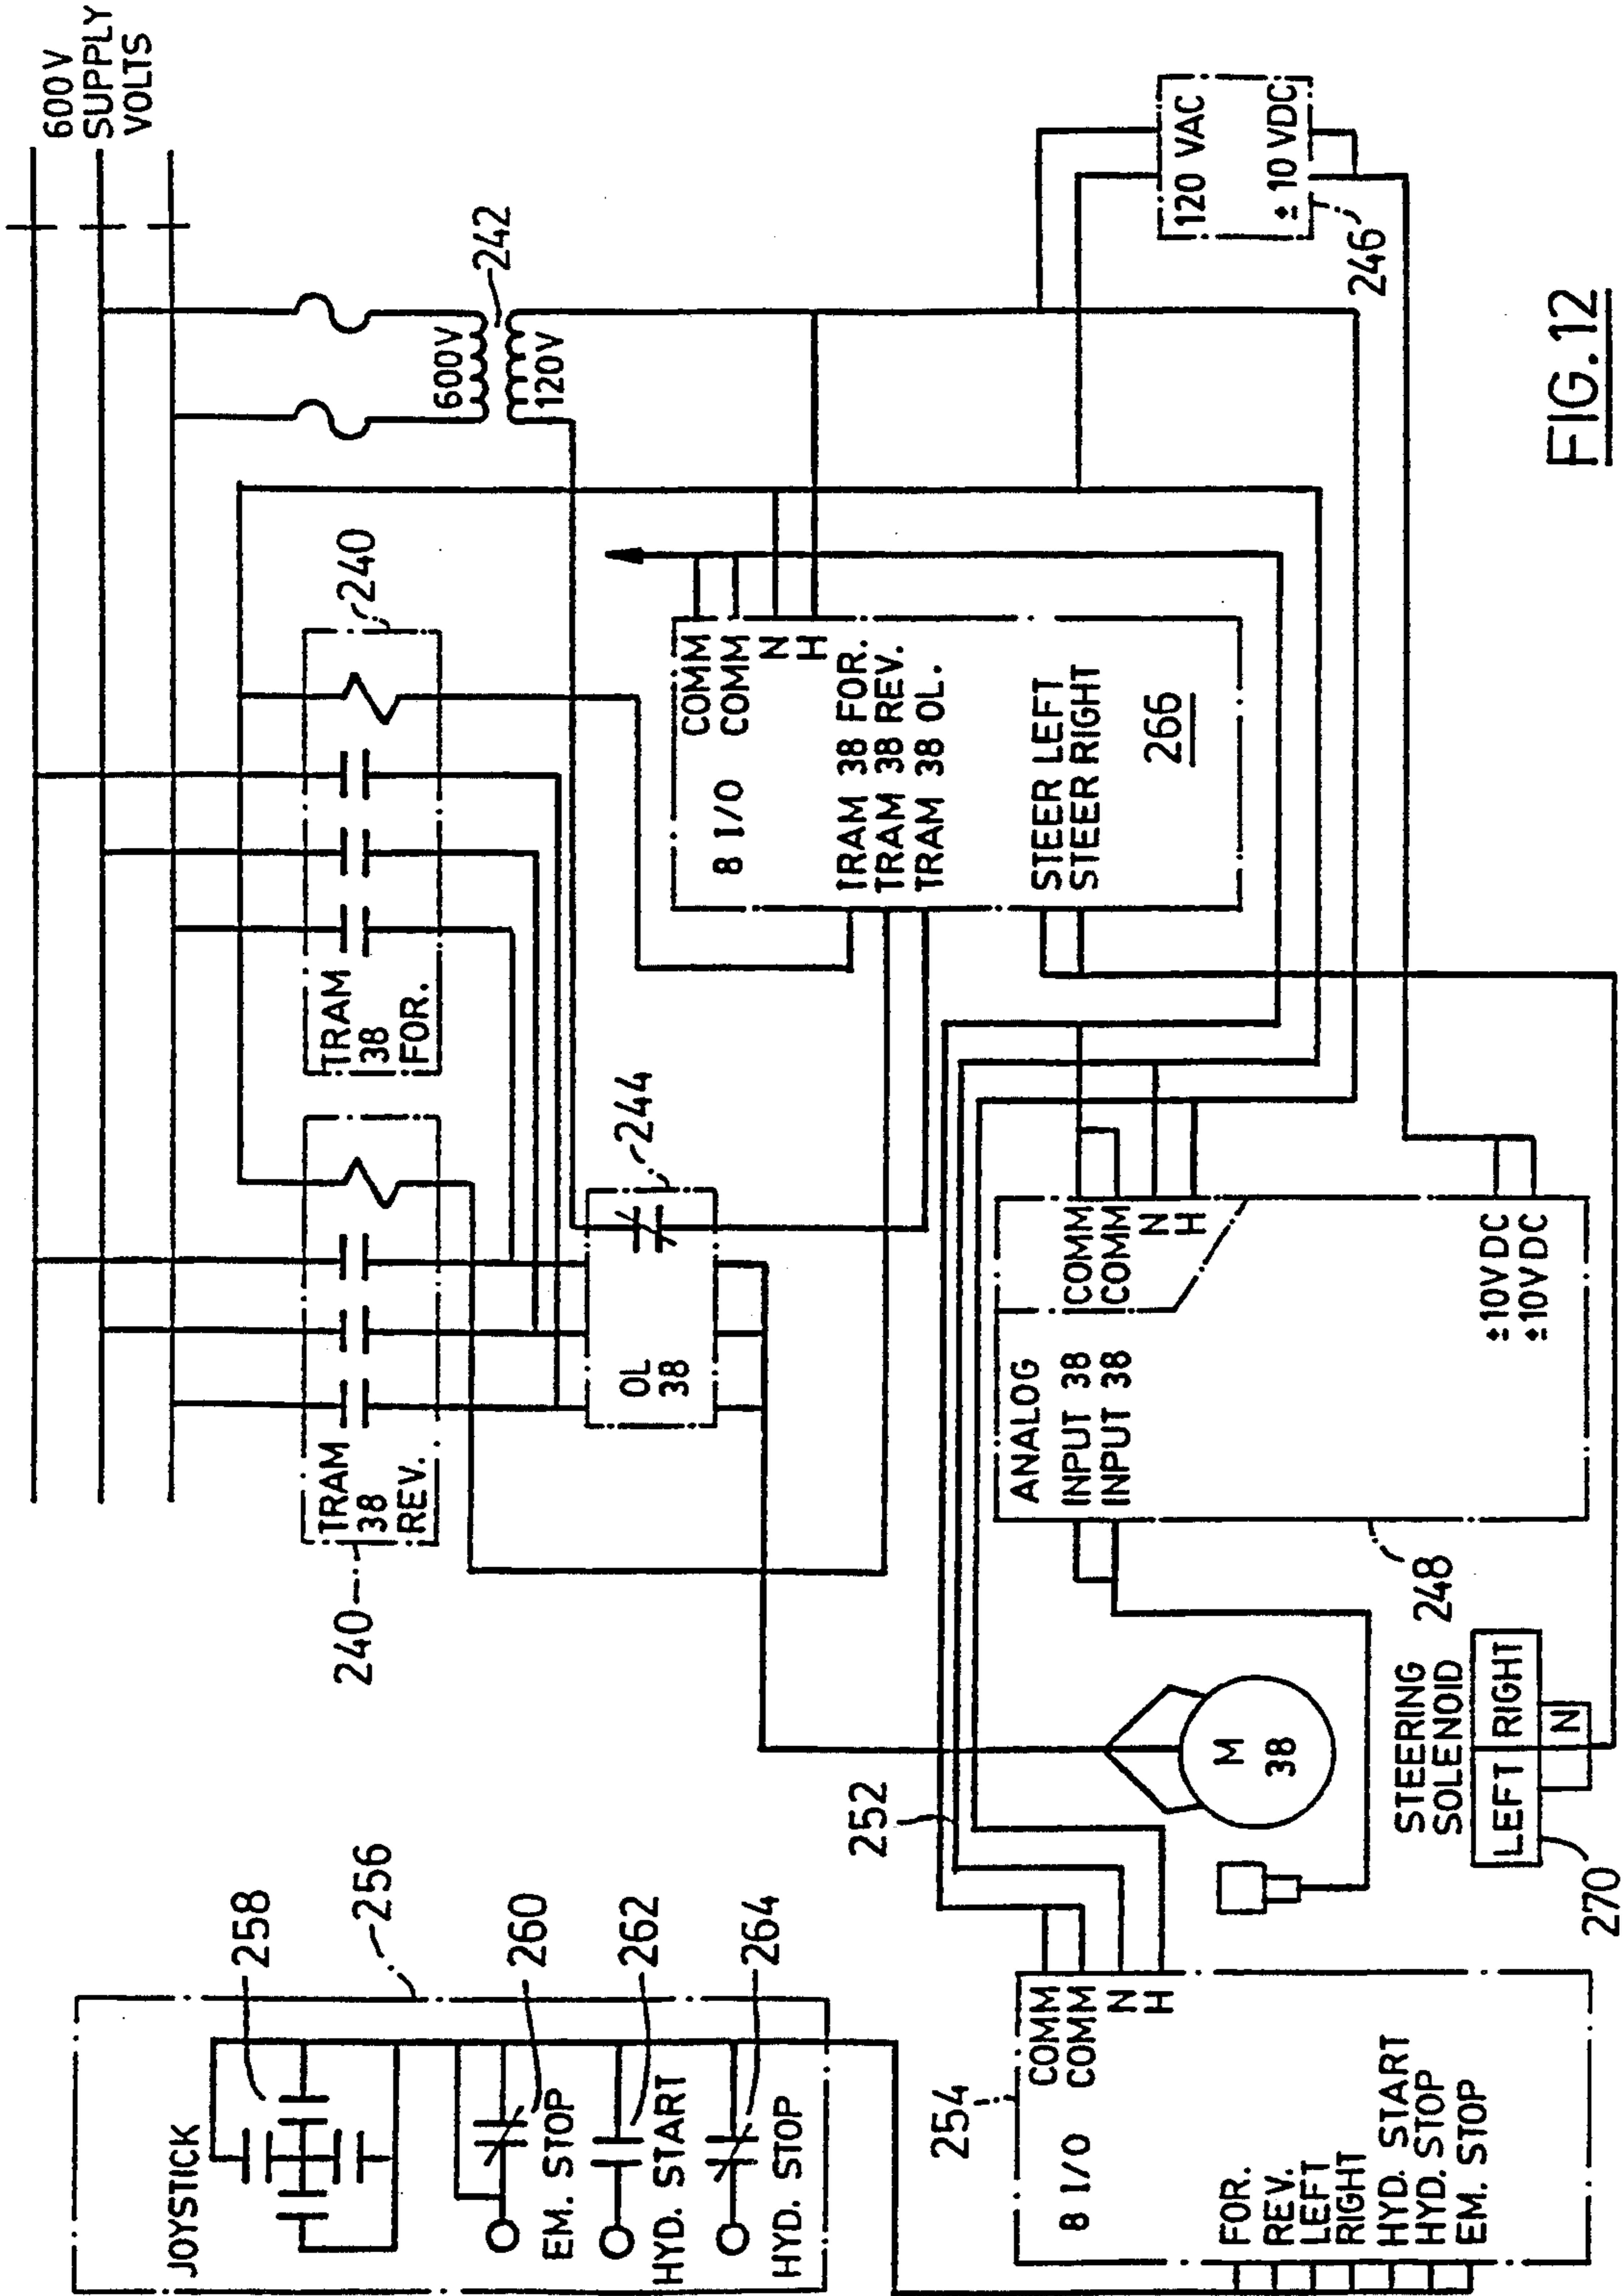 600V
SUPPLY
VOLTS
242
600V
120V
120 VAC
± 10 VDC
246
FIG.12
240
TRAM
38
FOR.
COMM
COMM
N
H
8 I/O
TRAM 38 FOR.
TRAM 38 REV.
TRAM 38 OL.
STEER LEFT
STEER RIGHT
266
TRAM
38
REV.
240
244
OL
38
COMM
COMM
N
H
ANALOG
INPUT 38
INPUT 38
±10V DC
±10V DC
248
M
38
252
STEERING
SOLENOID
LEFT
RIGHT
N
270
JOYSTICK
258
256
260
EM. STOP
262
HYD. START
264
HYD. STOP
254
COMM
COMM
N
H
8 I/O
FOR.
REV.
LEFT
RIGHT
HYD. START
HYD. STOP
EM. STOP